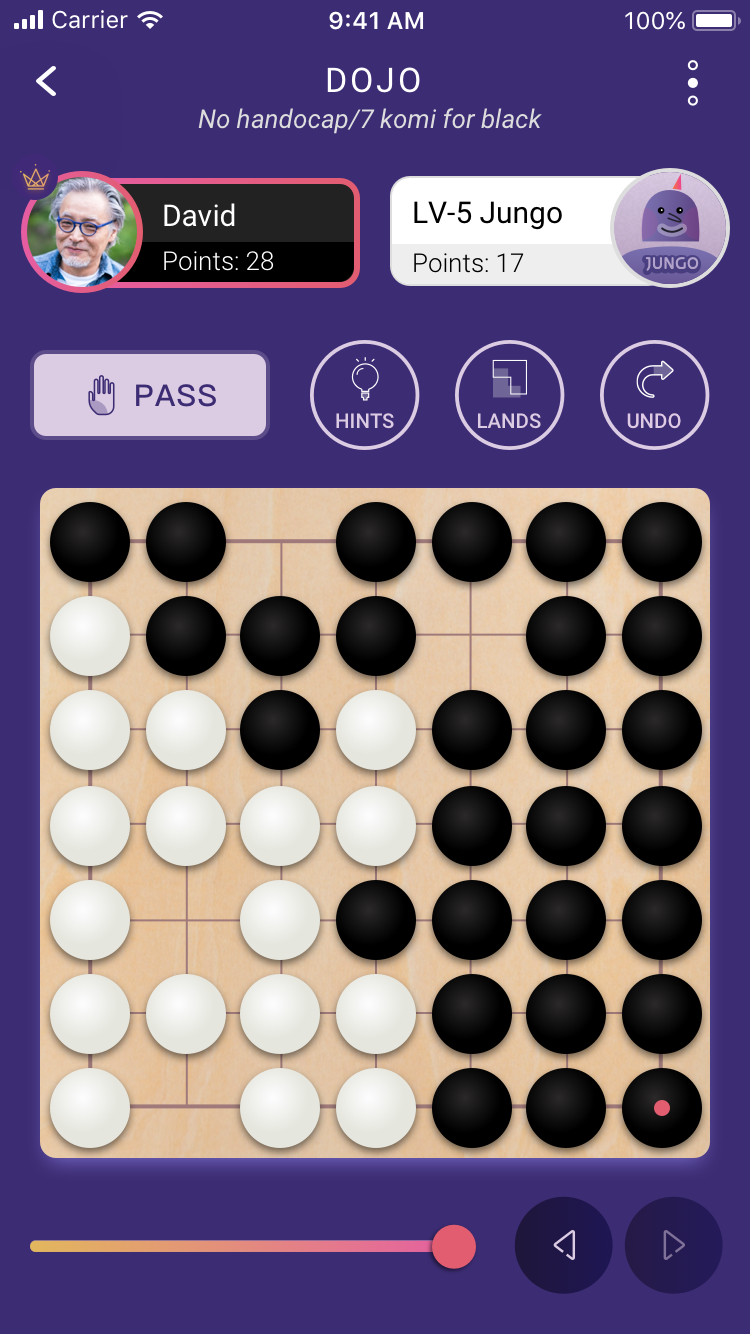 Carrier 9:41 AM 100%
DOJO
No handocap/7 komi for black
David
Points: 28
LV-5 Jungo
Points: 17
JUNGO
PASS
HINTS
LANDS
UNDO